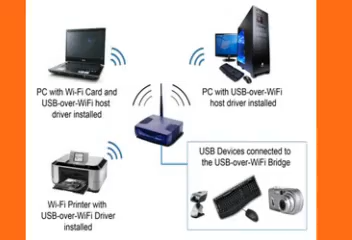 PC with Wi-Fi Card and
USB-over-WiFi host
driver installed
PC with USB-over-WiFi
host driver installed
Wi-Fi Printer with
USB-over-WiFi Driver
installed
USB Devices connected to
the USB-over-WiFi Bridge